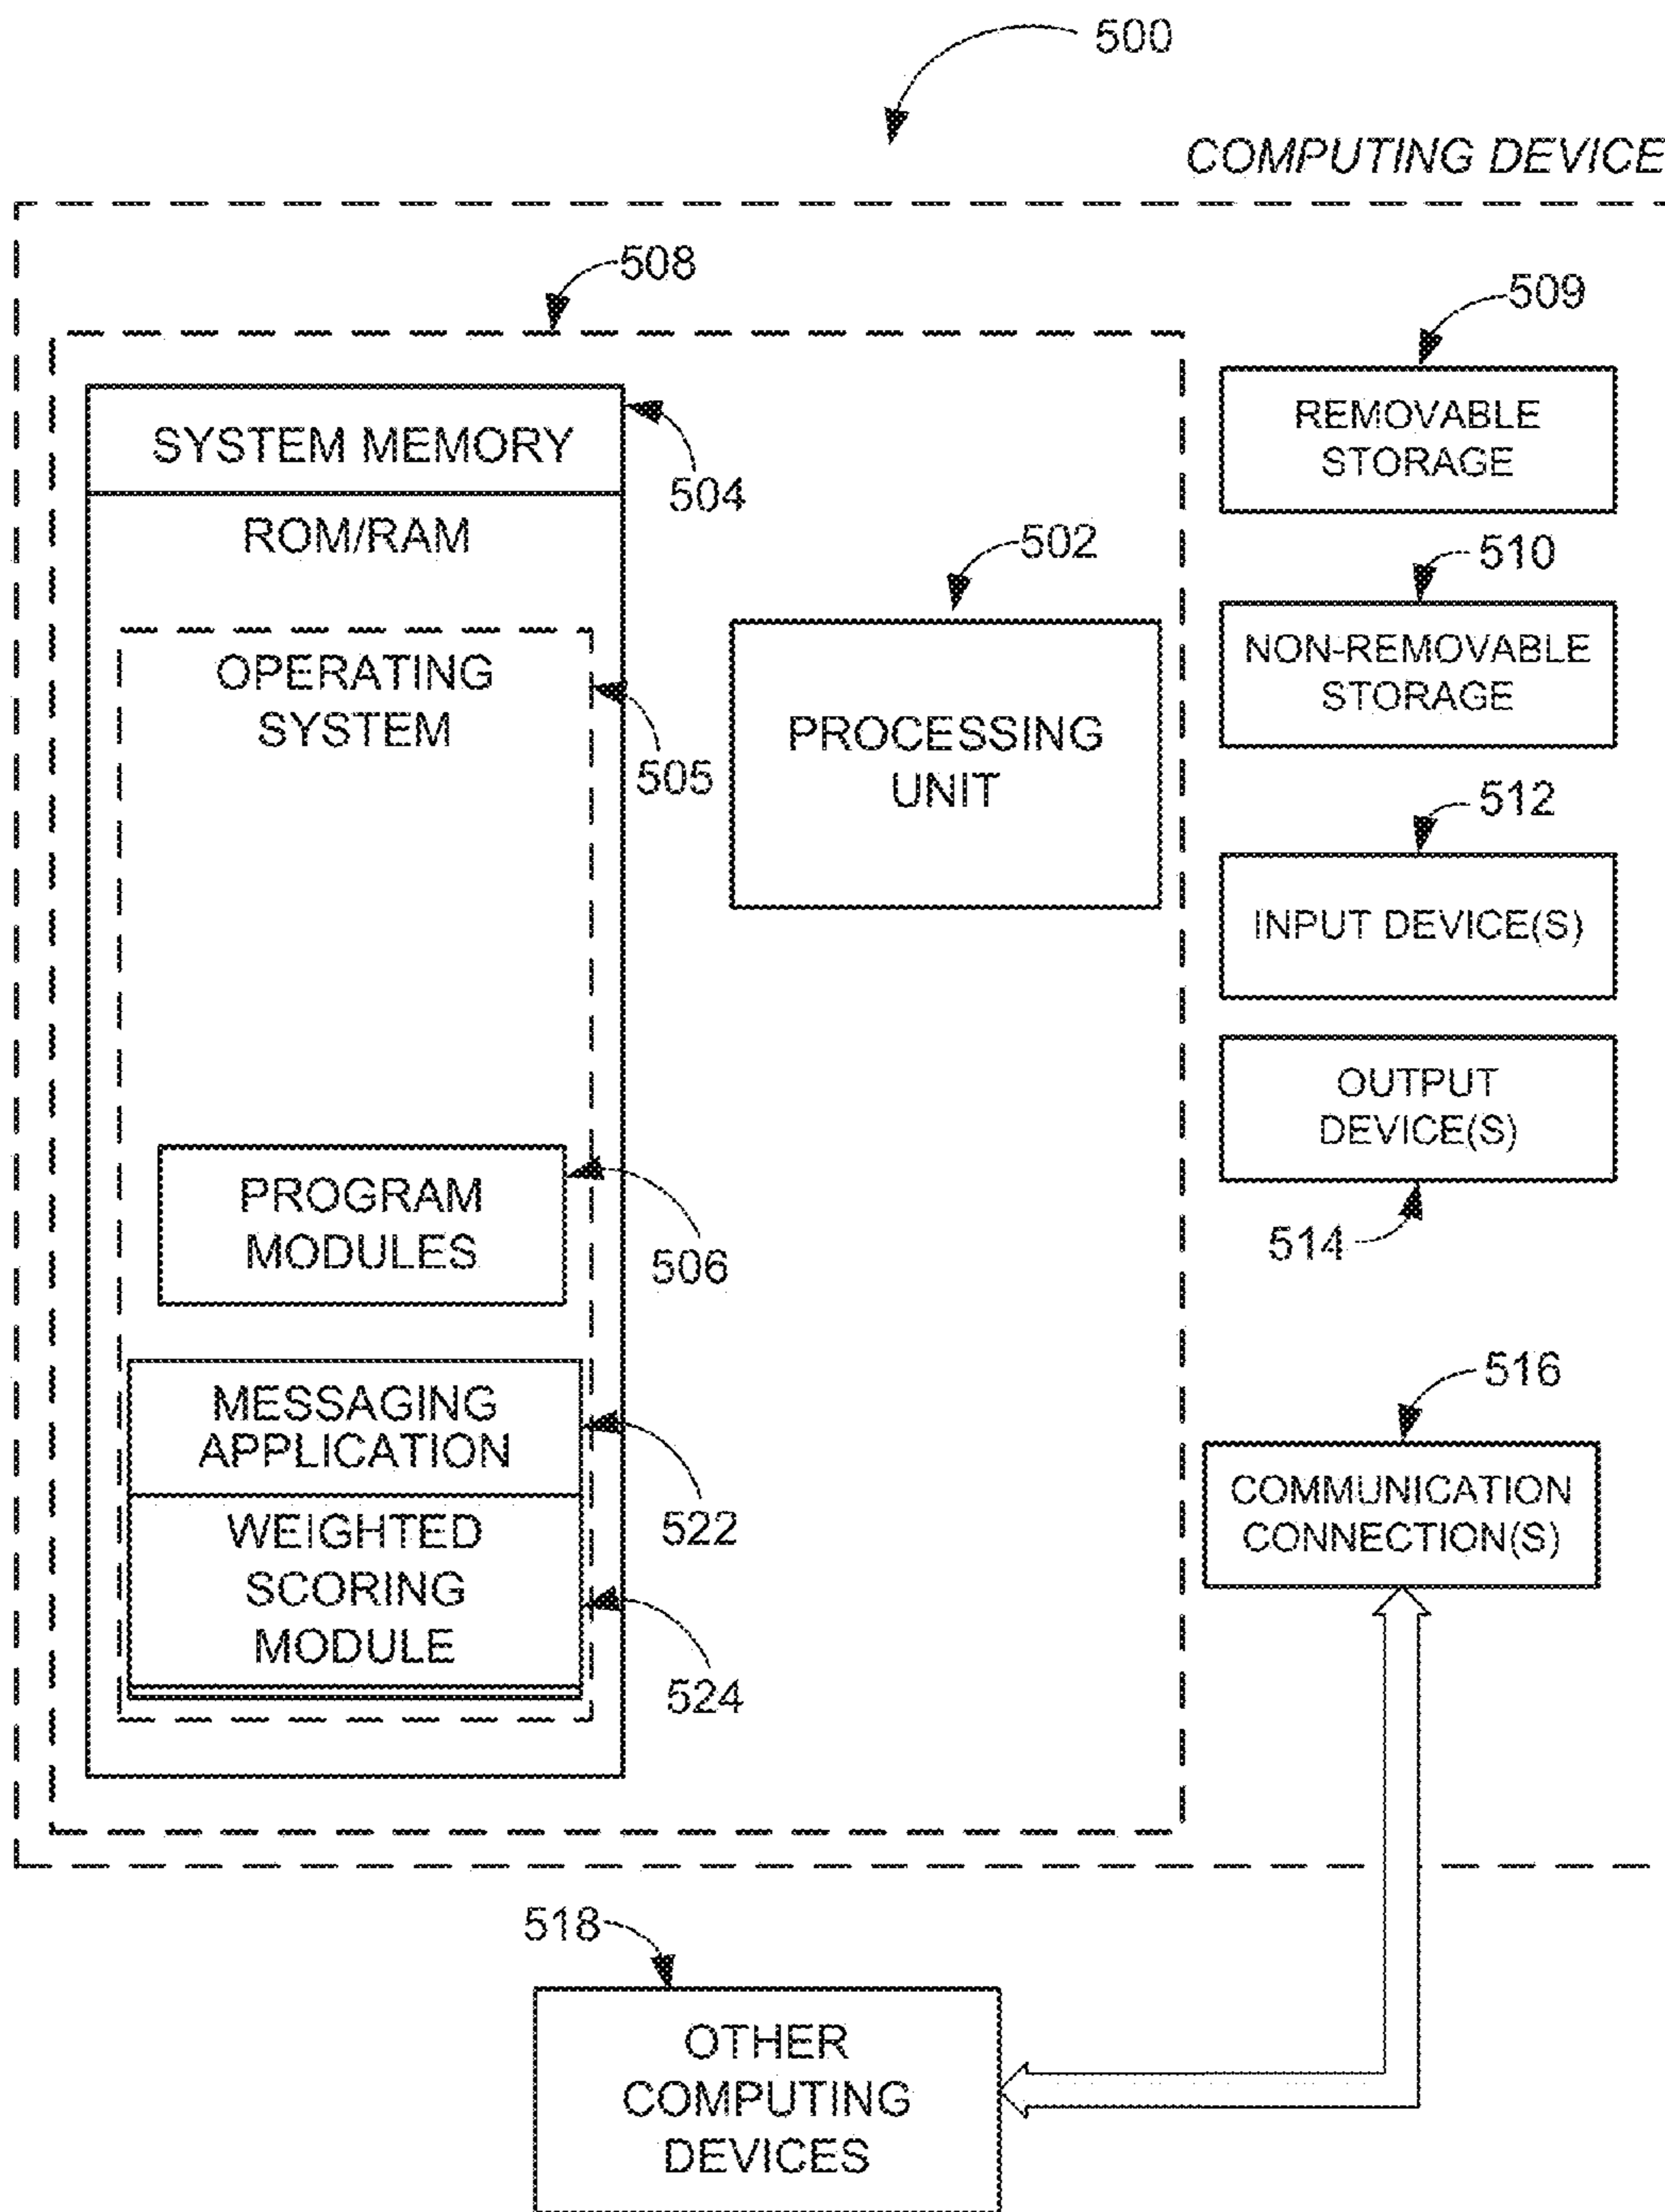 500
COMPUTING DEVICE
508
509
SYSTEM MEMORY
504
REMOVABLE
STORAGE
ROM/RAM
502
510
OPERATING
SYSTEM
505
PROCESSING
UNIT
NON-REMOVABLE
STORAGE
512
INPUT DEVICE(S)
OUTPUT
DEVICE(S)
514
PROGRAM
MODULES
506
516
MESSAGING
APPLICATION
522
COMMUNICATION
CONNECTION(S)
WEIGHTED
SCORING
MODULE
524
518
OTHER
COMPUTING
DEVICES